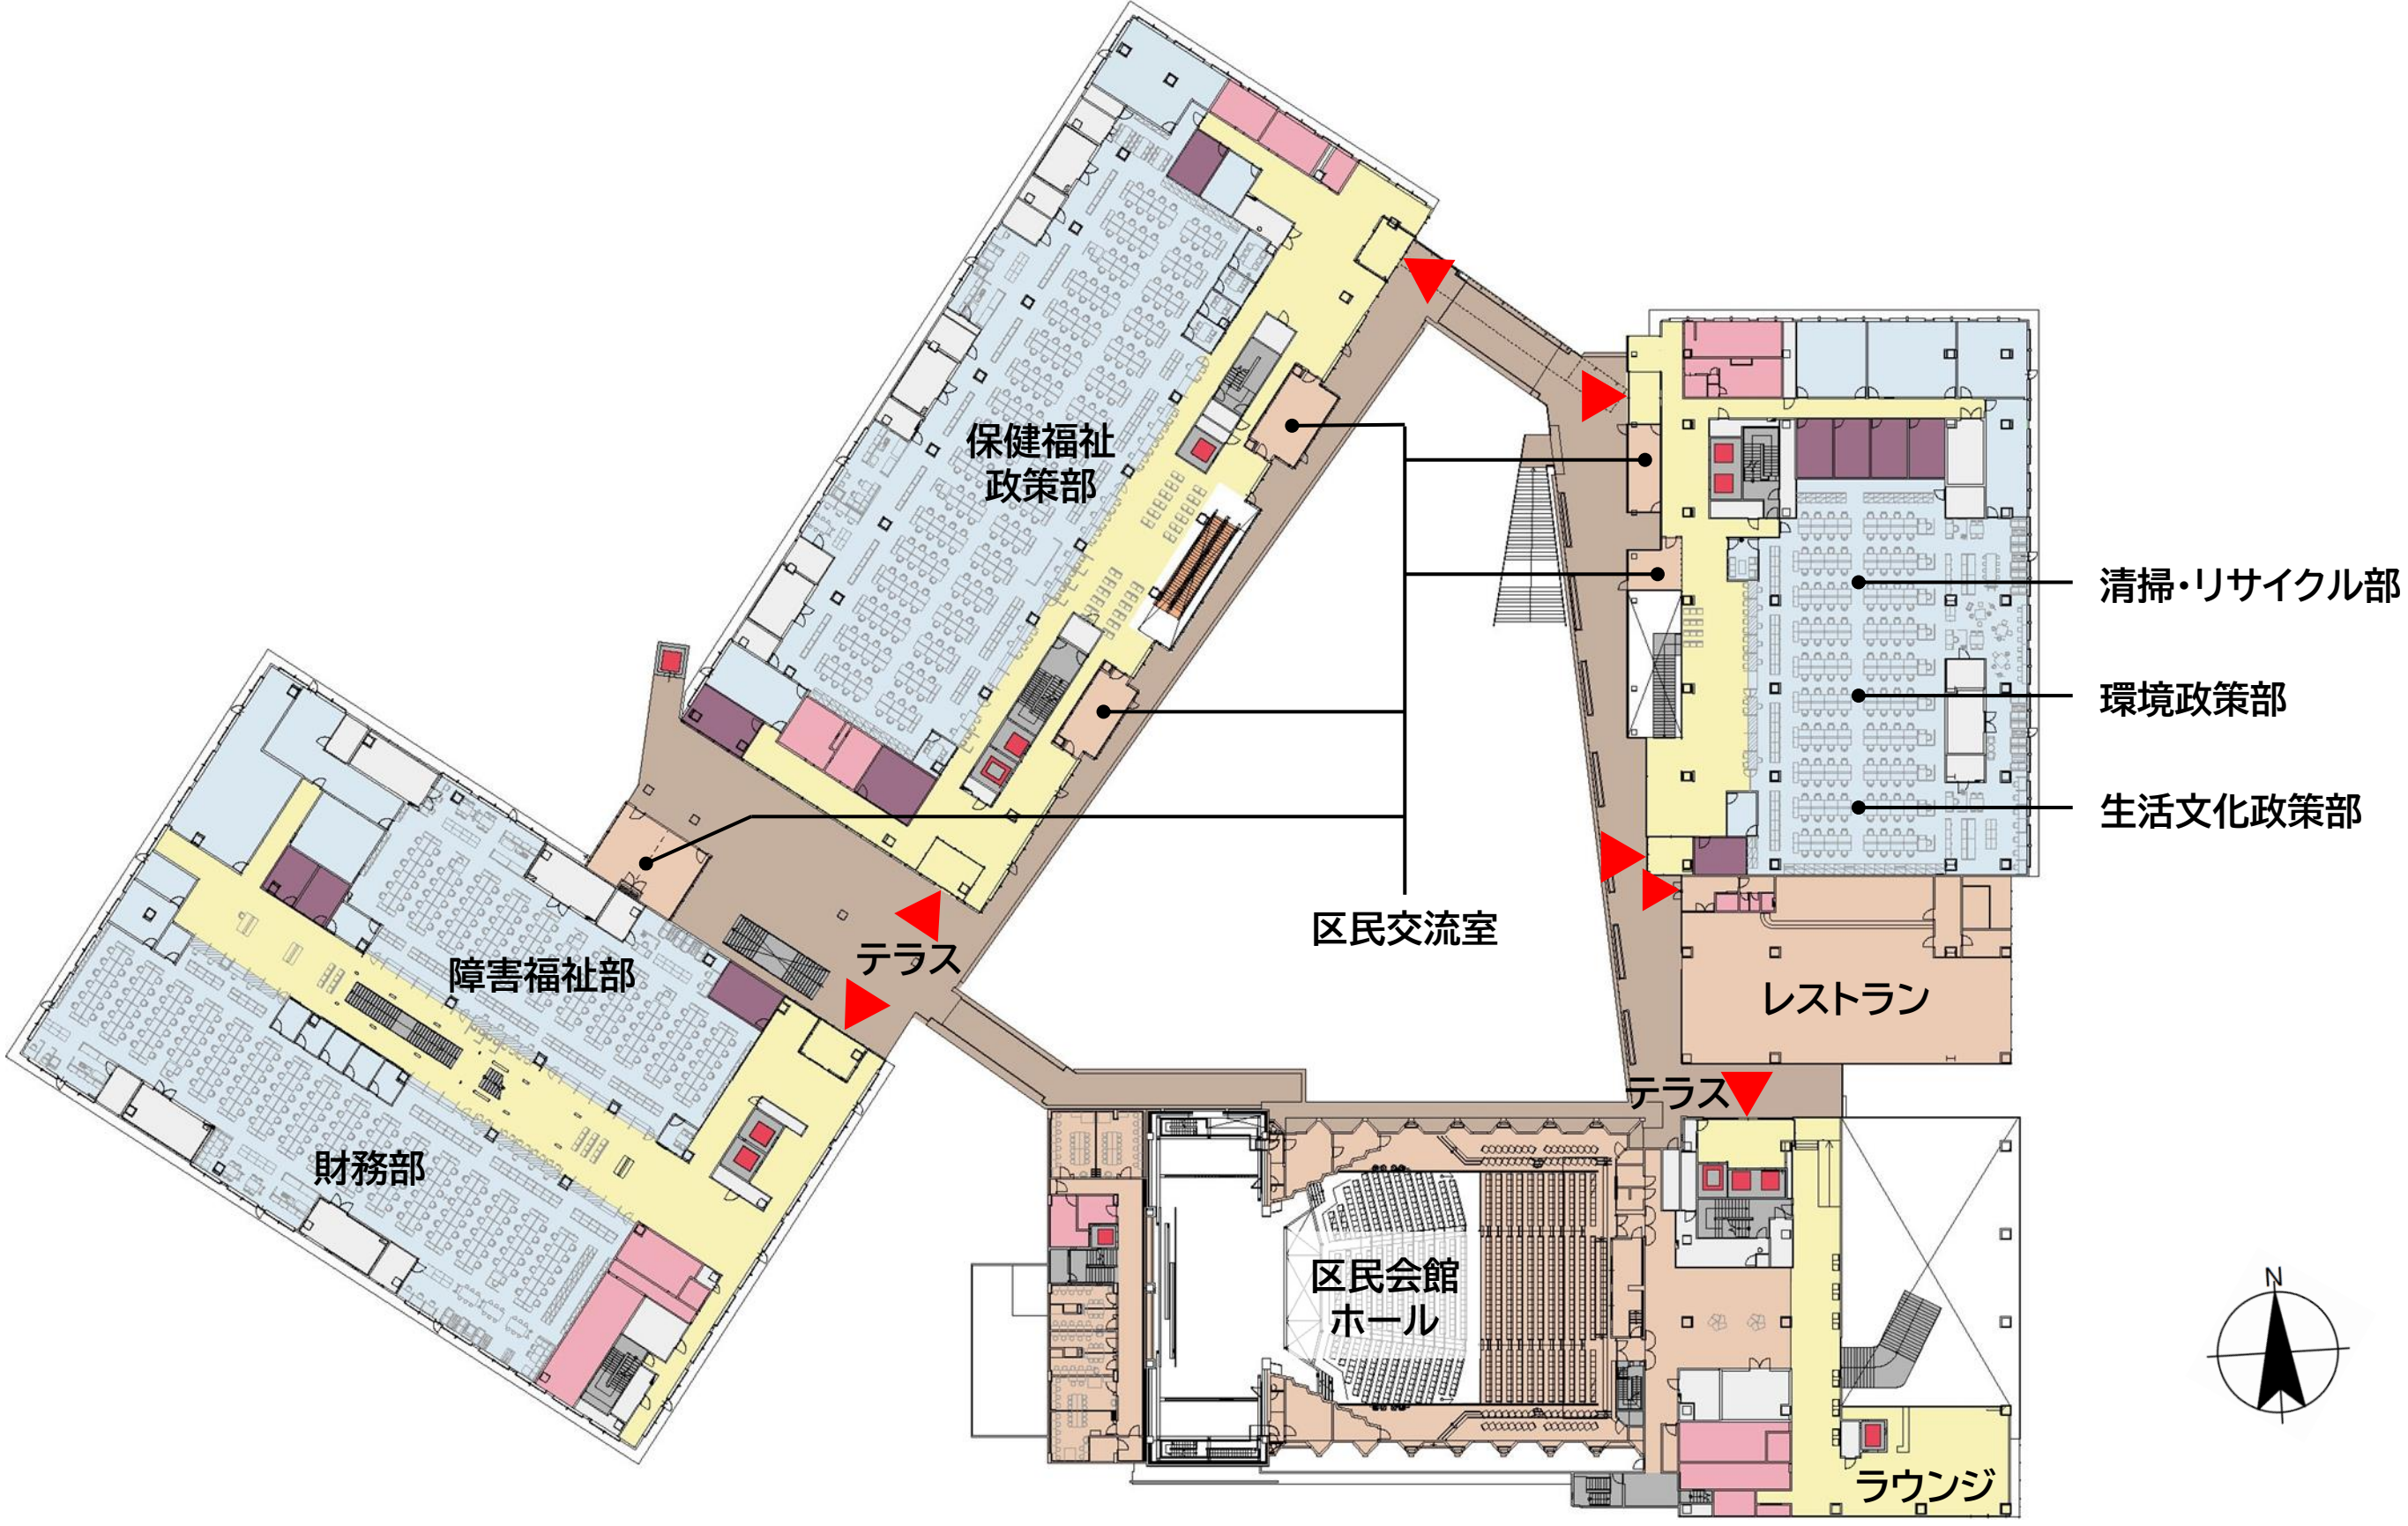 保健福祉
政策部
清掃・リサイクル部
環境政策部
生活文化政策部
区民交流室
テラス
障害福祉部
レストラン
テラス
財務部
区民会館
ホール
N
ラウンジ